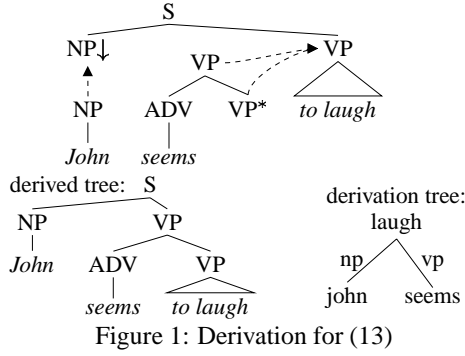 S
NP↓ VP VP
NP ADV VP*
to laugh
John seems
derived tree: S
derivation tree:
NP VP
laugh
John ADV VP
np vp
seems to laugh
john seems
Figure 1: Derivation for (13)